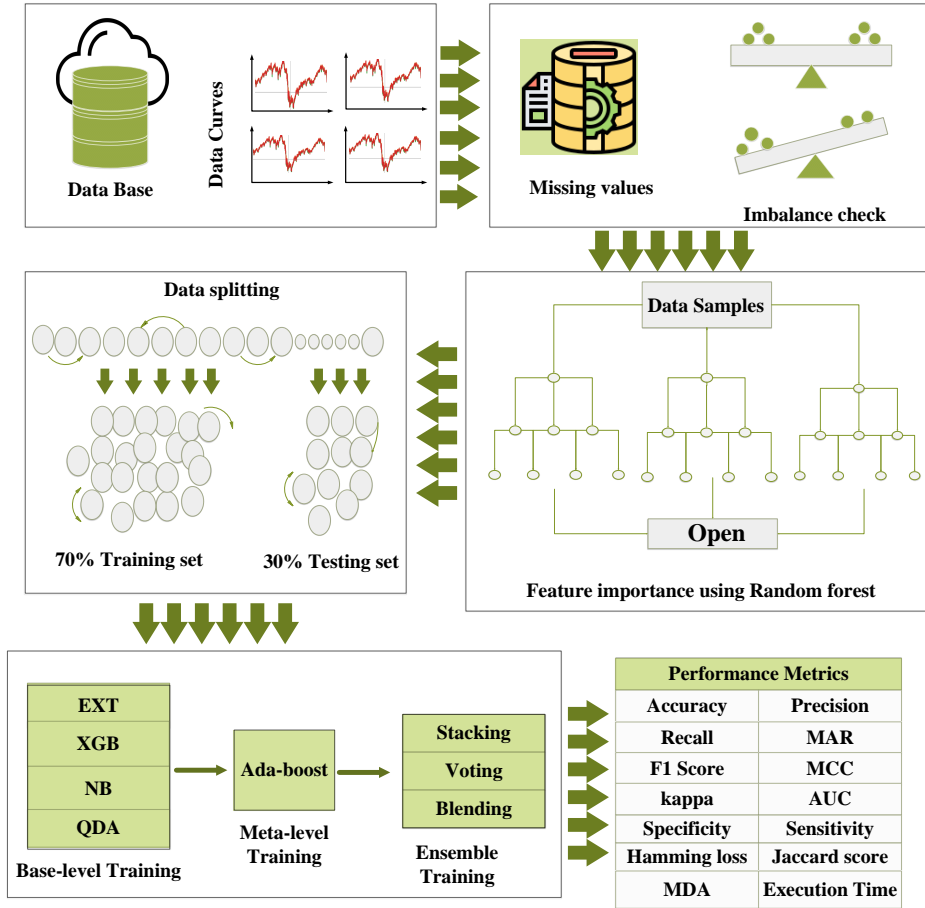 Data Base
Data Curves
Missing values
Imbalance check
Data splitting
70% Training set
30% Testing set
Data Samples
Open
Feature importance using Random forest
EXT
XGB
NB
QDA
Base-level Training
Ada-boost
Meta-level
Training
Stacking
Voting
Blending
Ensemble
Training
Performance Metrics
Accuracy Precision
Recall MAR
F1 Score MCC
kappa AUC
Specificity Sensitivity
Hamming loss Jaccard score
MDA Execution Time